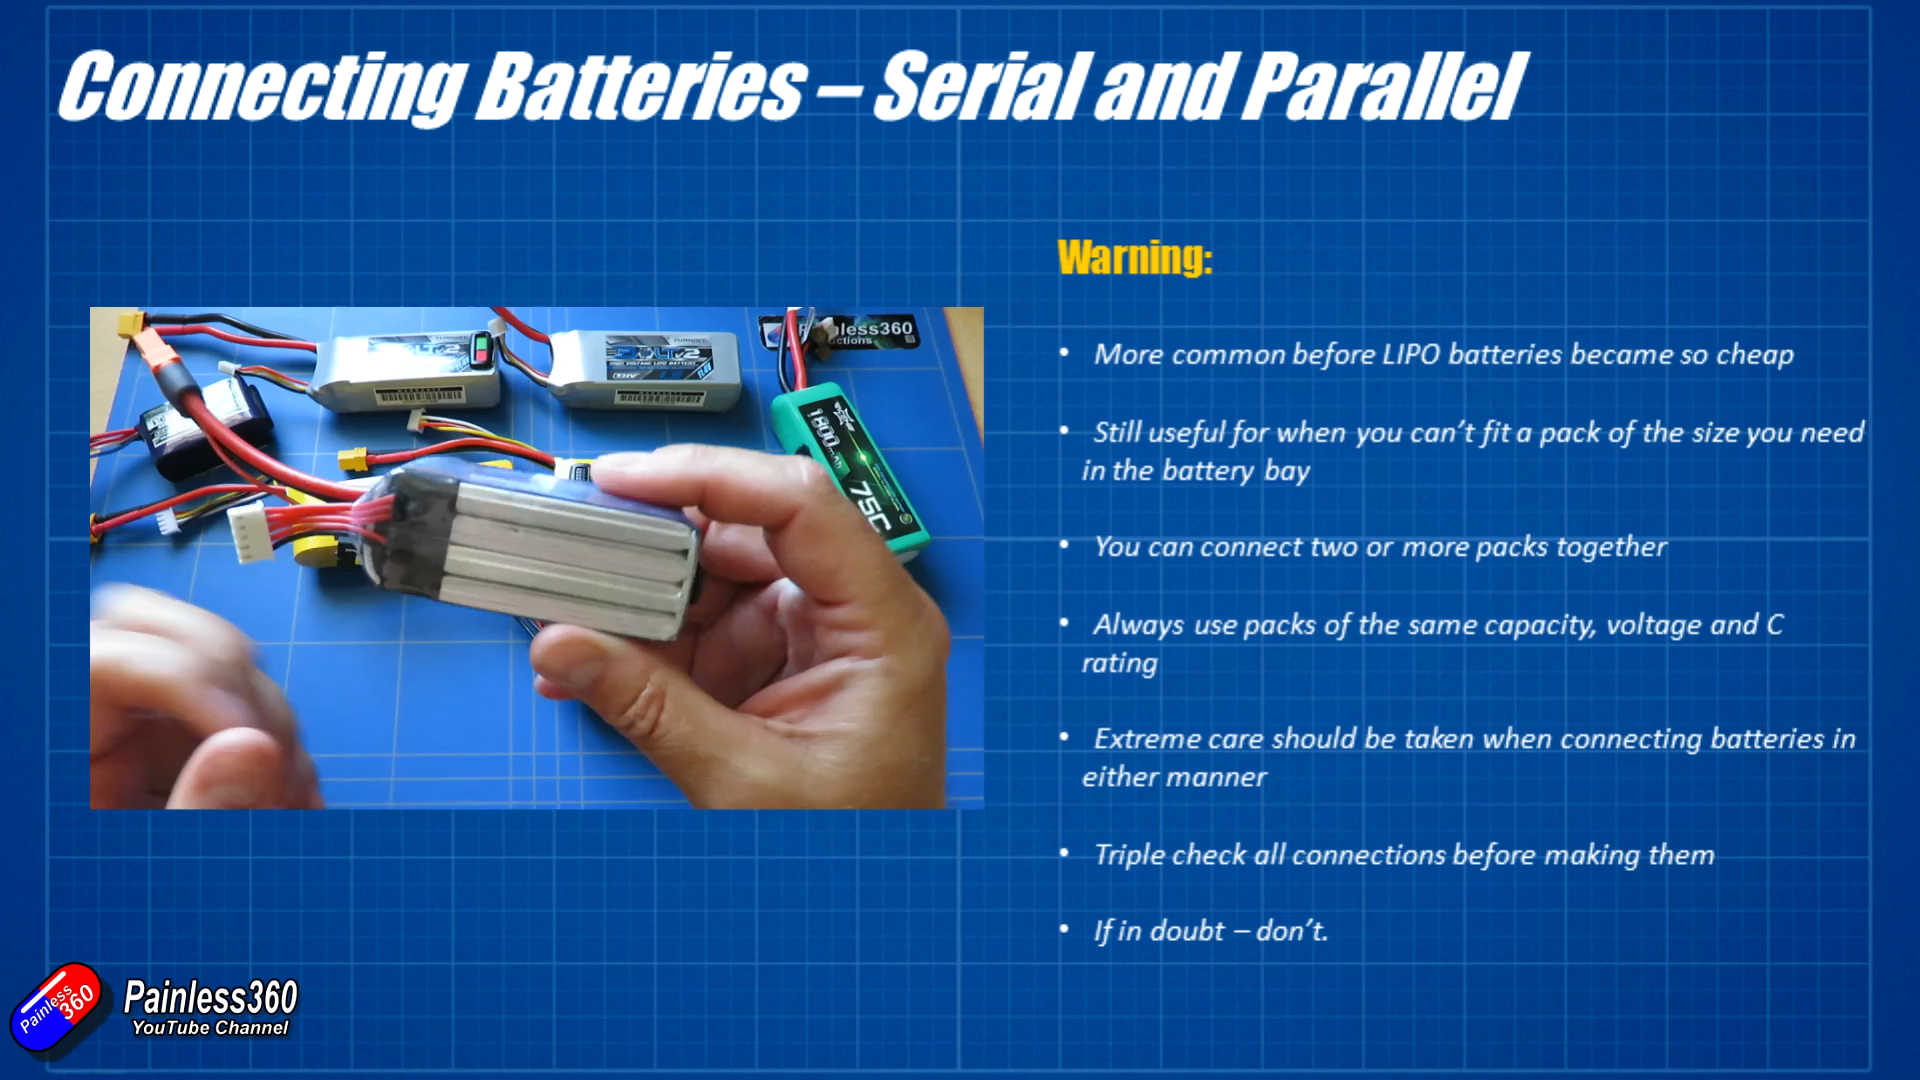 Connecting Batteries – Serial and Parallel
Warning:
• More common before LIPO batteries became so cheap
• Still useful for when you can't fit a pack of the size you need
in the battery bay
• You can connect two or more packs together
• Always use packs of the same capacity, voltage and C
rating
• Extreme care should be taken when connecting batteries in
either manner
• Triple check all connections before making them
• If in doubt – don't.
1800
75C
Painless
360
Painless360
YouTube Channel